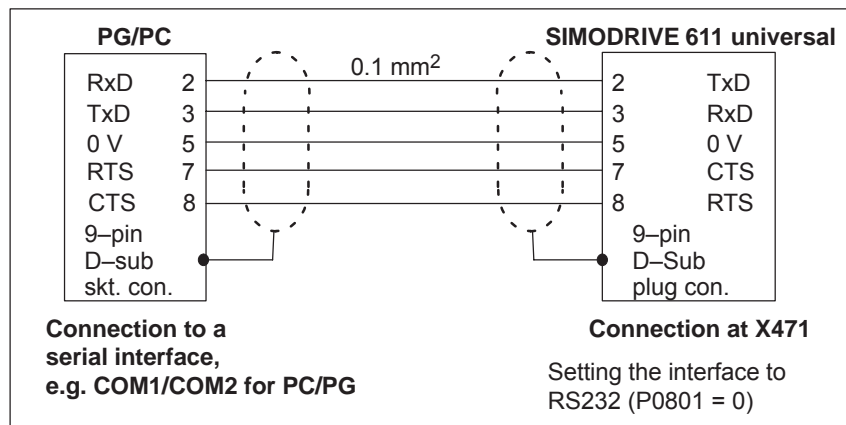 PG/PC
SIMODRIVE 611 universal
0.1 mm²
RxD 2
TxD 3
0 V 5
RTS 7
CTS 8
9–pin
D–sub
skt. con.
2 TxD
3 RxD
5 0 V
7 CTS
8 RTS
9–pin
D–Sub
plug con.
Connection to a
serial interface,
e.g. COM1/COM2 for PC/PG
Connection at X471
Setting the interface to
RS232 (P0801 = 0)